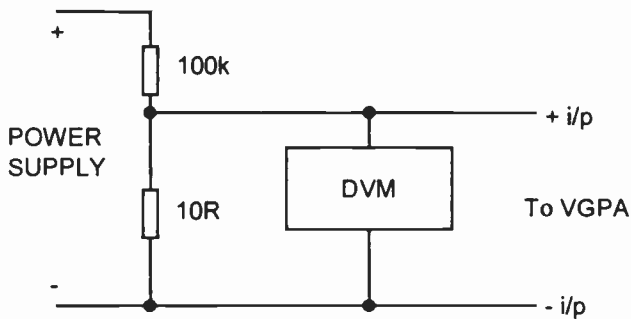 +
100k
+ i/p
POWER
SUPPLY
DVM
10R
To VGPA
-
- i/p